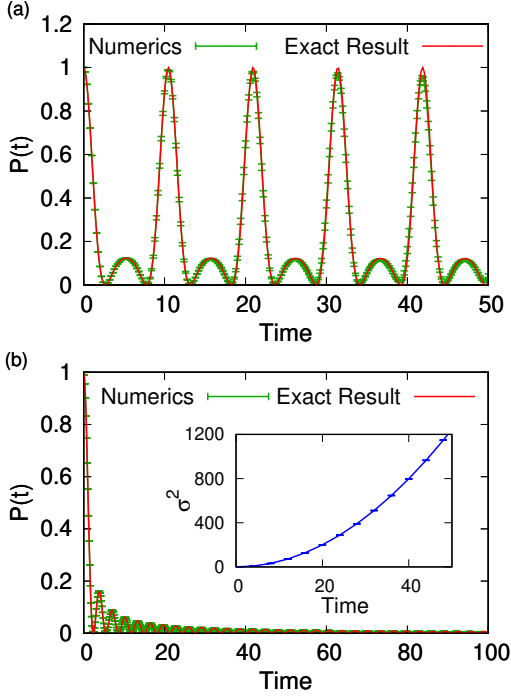 (a)
1.2
Numerics Exact Result
1
0.8
P(t)
0.6
0.4
0.2
0
0 10 20 30 40 50
Time
(b)
1
Numerics Exact Result
0.8
1200
0.6
P(t)
800
σ²
0.4
400
0
0.2
0 20 40
Time
0
0 20 40 60 80 100
Time